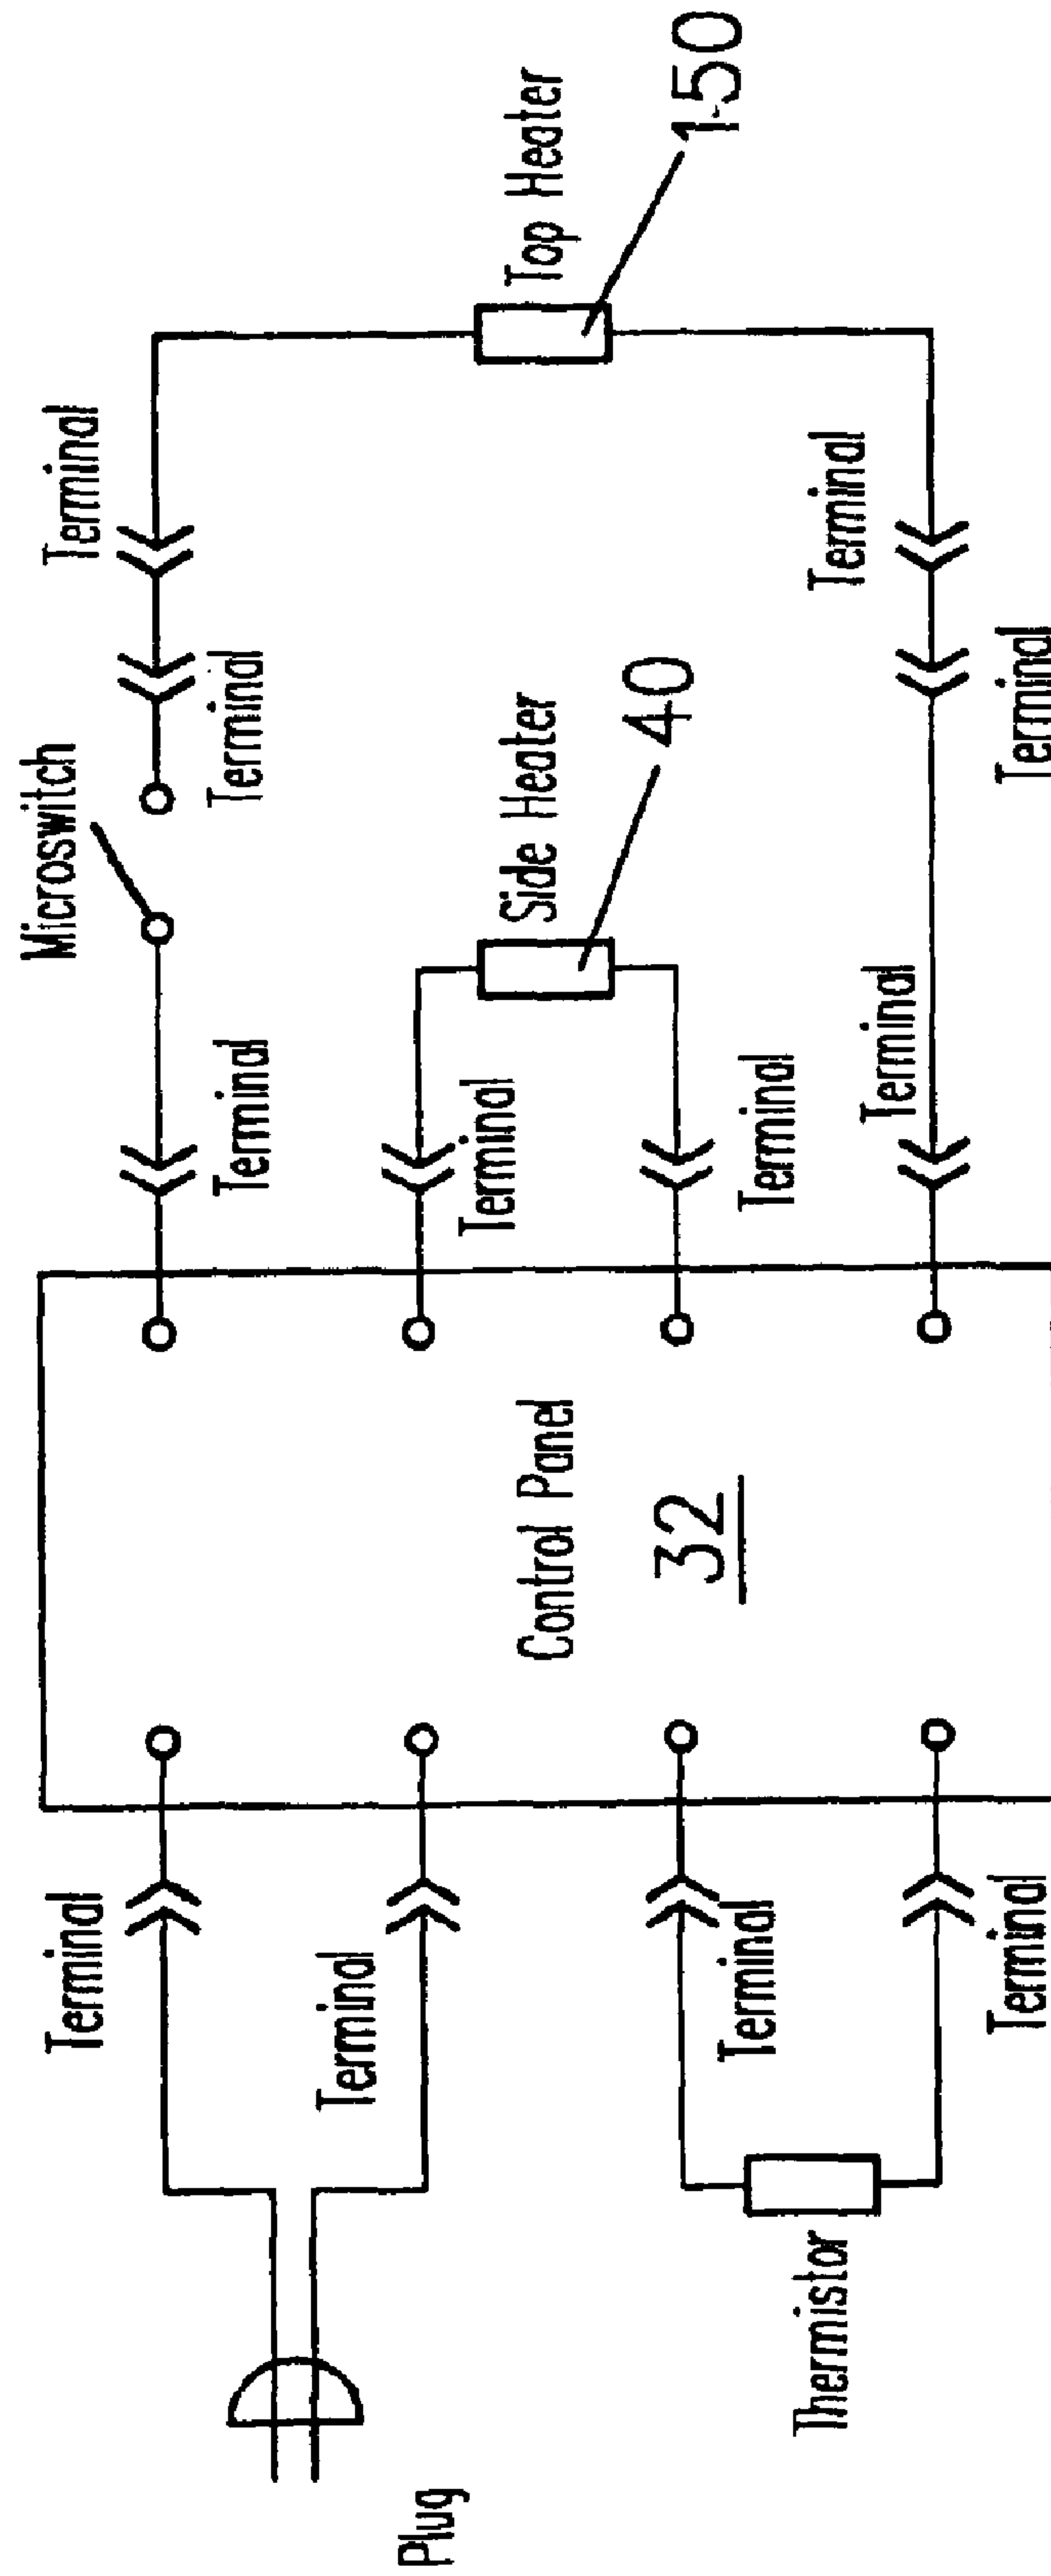 Microswitch
Terminal
Terminal
Terminal
Terminal
Terminal
Plug
Terminal
Control Panel
Side Heater
Top Heater
32
40
150
Terminal
Terminal
Thermistor
Terminal
Terminal
Terminal
Terminal